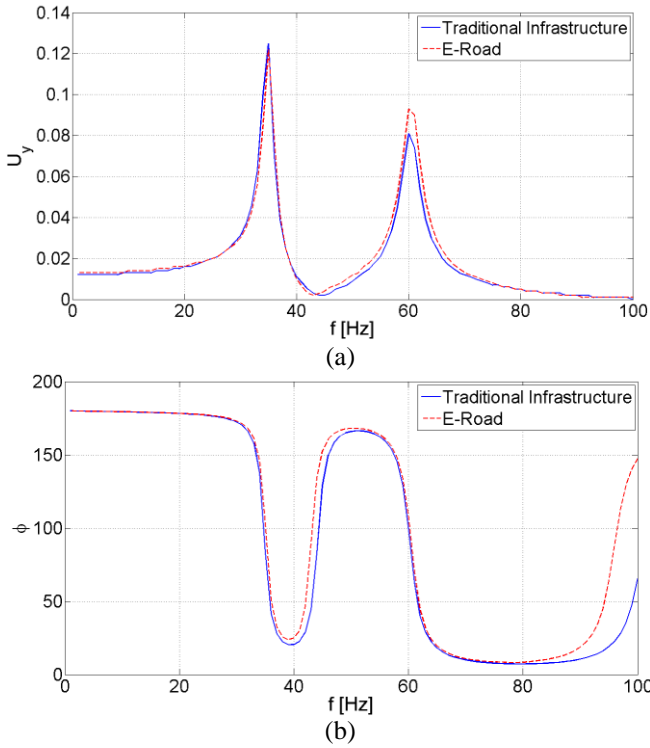 0.14
0.12
0.1
0.08
0.06
0.04
0.02
0
U_y
Traditional Infrastructure
E-Road
0 20 40 60 80 100
f [Hz]
(a)
200
150
100
50
0
ϕ
Traditional Infrastructure
E-Road
0 20 40 60 80 100
f [Hz]
(b)